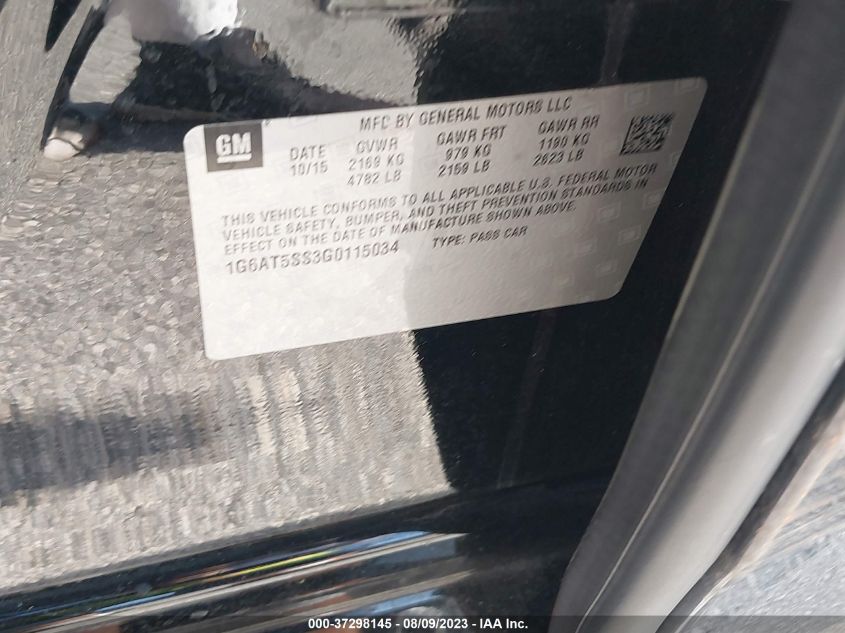 MFD BY GENERAL MOTORS LLC
GM
DATE GVWR GAWR FRT GAWR RR
10/15 2169 KG 979 KG 1190 KG
4782 LB 2159 LB 2623 LB
THIS VEHICLE CONFORMS TO ALL APPLICABLE U.S. FEDERAL MOTOR
VEHICLE SAFETY, BUMPER, AND THEFT PREVENTION STANDARDS IN
EFFECT ON THE DATE OF MANUFACTURE SHOWN ABOVE.
1G6AT5SS3G0115034 TYPE: PASS CAR
000-37298145 - 08/09/2023 - IAA Inc.